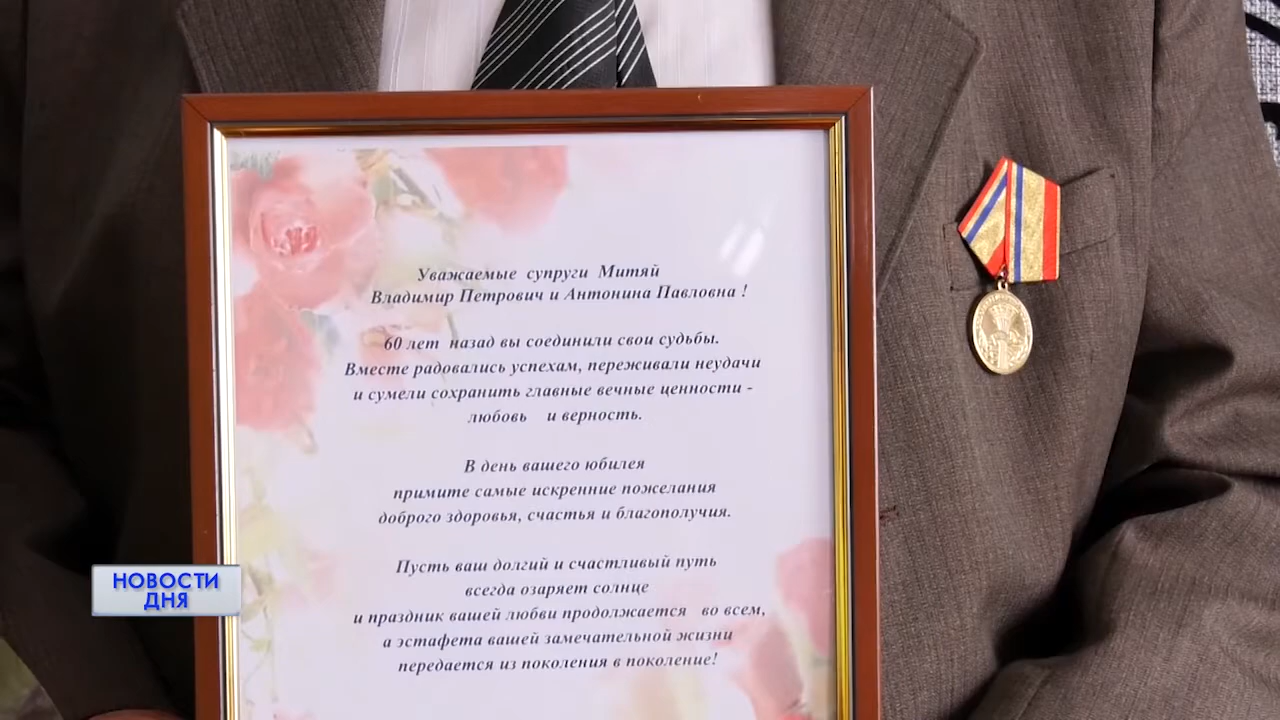 Уважаемые супруги Митяй
Владимир Петрович и Антонина Павловна !
60 лет назад вы соединили свои судьбы.
Вместе радовались успехам, переживали неудачи
и сумели сохранить главные вечные ценности -
любовь и верность.
В день вашего юбилея
примите самые искренние пожелания
доброго здоровья, счастья и благополучия.
Пусть ваш долгий и счастливый путь
всегда озаряет солнце
и праздник вашей любви продолжается во всем,
а эстафета вашей замечательной жизни
передается из поколения в поколение!
НОВОСТИ
ДНЯ